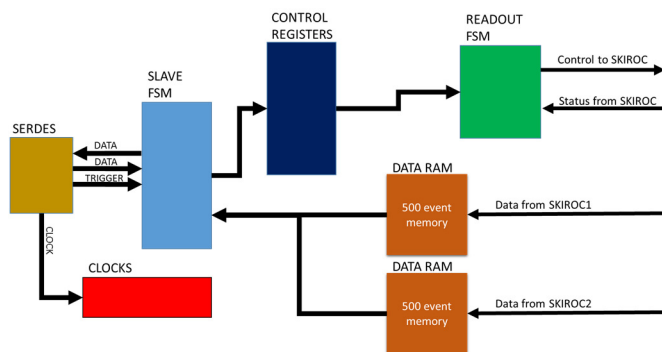 CONTROL
REGISTERS
READOUT
FSM
Control to SKIROC
Status from SKIROC
SLAVE
FSM
SERDES
DATA
DATA
TRIGGER
CLOCK
CLOCKS
DATA RAM
500 event
memory
Data from SKIROC1
DATA RAM
500 event
memory
Data from SKIROC2